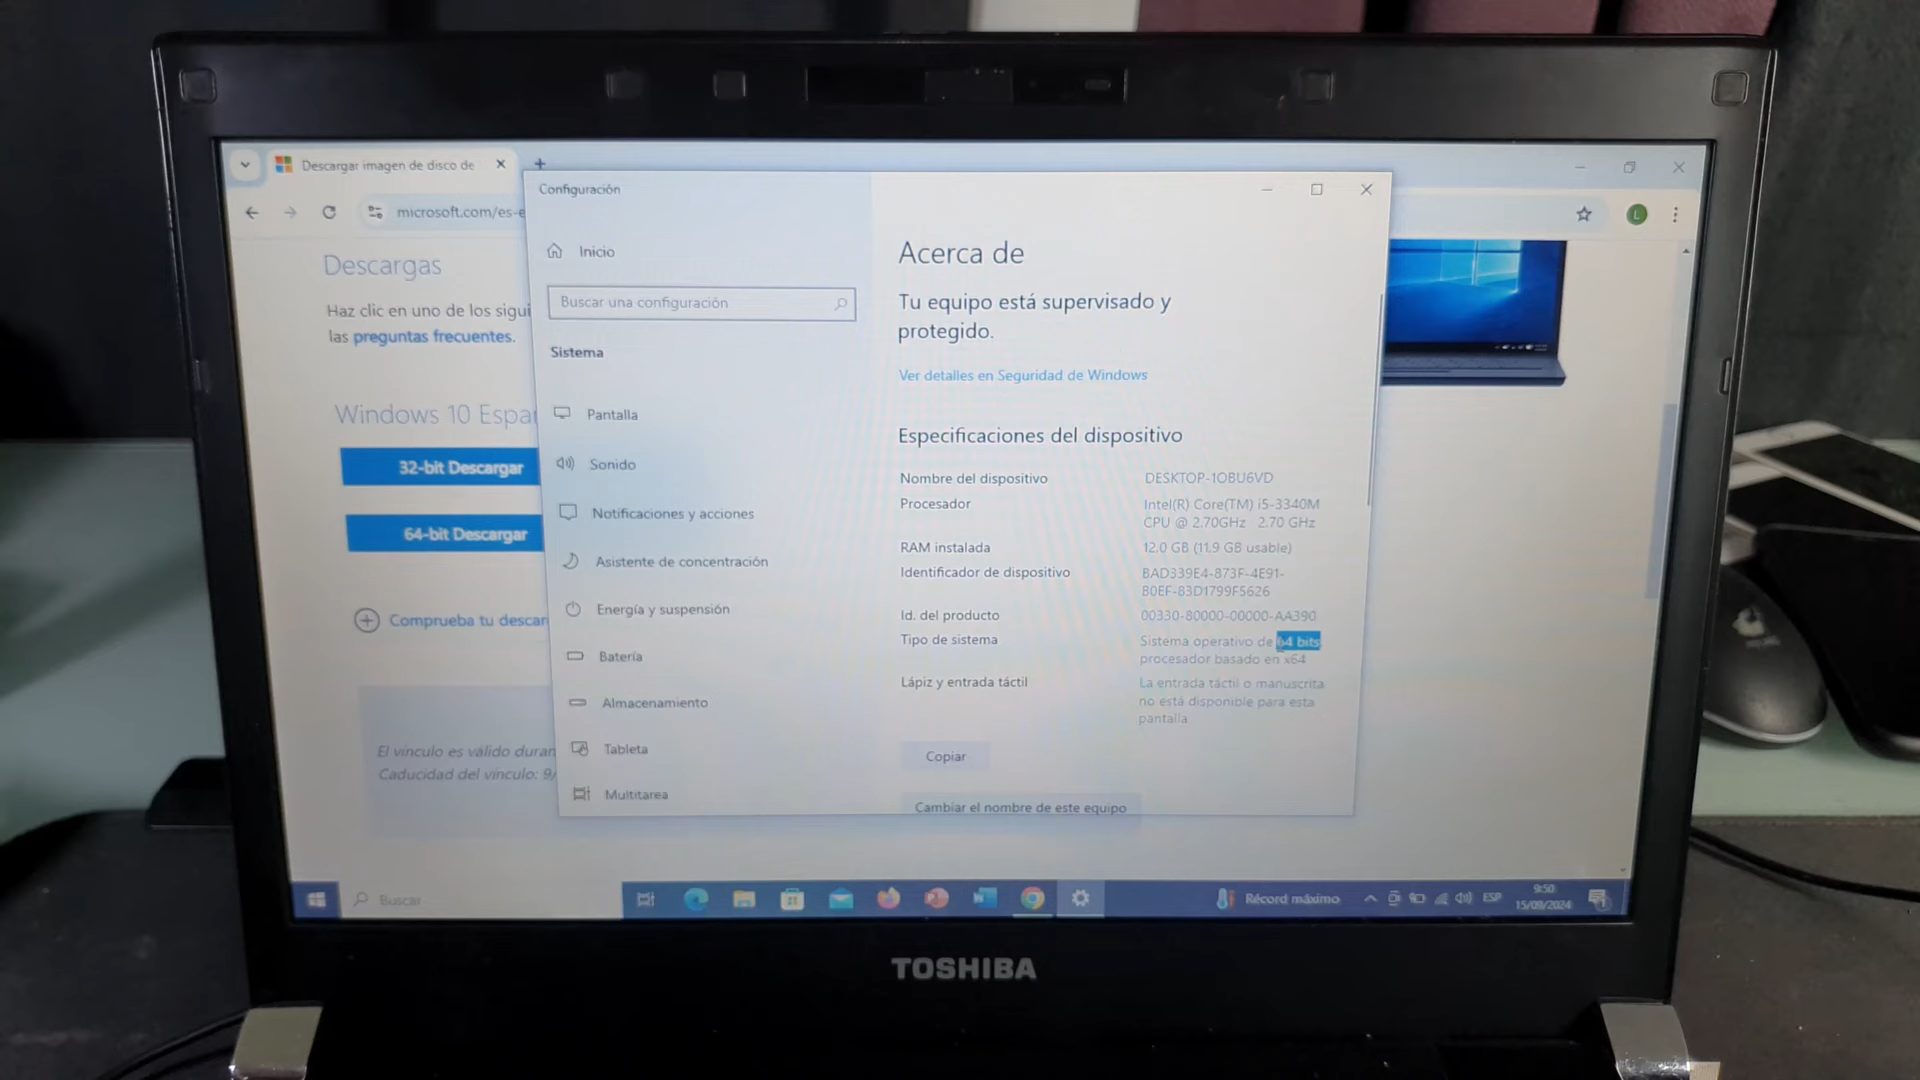 Descargar imagen de disco de
microsoft.com/es-e
Descargas
Haz clic en uno de los sigui
las preguntas frecuentes.
Windows 10 Españ
32-bit Descargar
64-bit Descargar
Comprueba tu descar
El vínculo es válido duran
Caducidad del vínculo: 9/
L
Configuración
Inicio
Buscar una configuración
Sistema
Pantalla
Sonido
Notificaciones y acciones
Asistente de concentración
Energía y suspensión
Batería
Almacenamiento
Tableta
Multitarea
Acerca de
Tu equipo está supervisado y
protegido.
Ver detalles en Seguridad de Windows
Especificaciones del dispositivo
Nombre del dispositivo DESKTOP-1OBU6VD
Procesador Intel(R) Core(TM) i5-3340M
CPU @ 2.70GHz 2.70 GHz
RAM instalada 12.0 GB (11.9 GB usable)
Identificador de dispositivo BAD339E4-873F-4E91-
B0EF-83D1799F5626
Id. del producto 00330-80000-00000-AA390
Tipo de sistema Sistema operativo de 64 bits
procesador basado en x64
Lápiz y entrada táctil La entrada táctil o manuscrita
no está disponible para esta
pantalla
Copiar
Cambiar el nombre de este equipo
Buscar
Récord máximo
ESP
9:50
15/09/2024
TOSHIBA